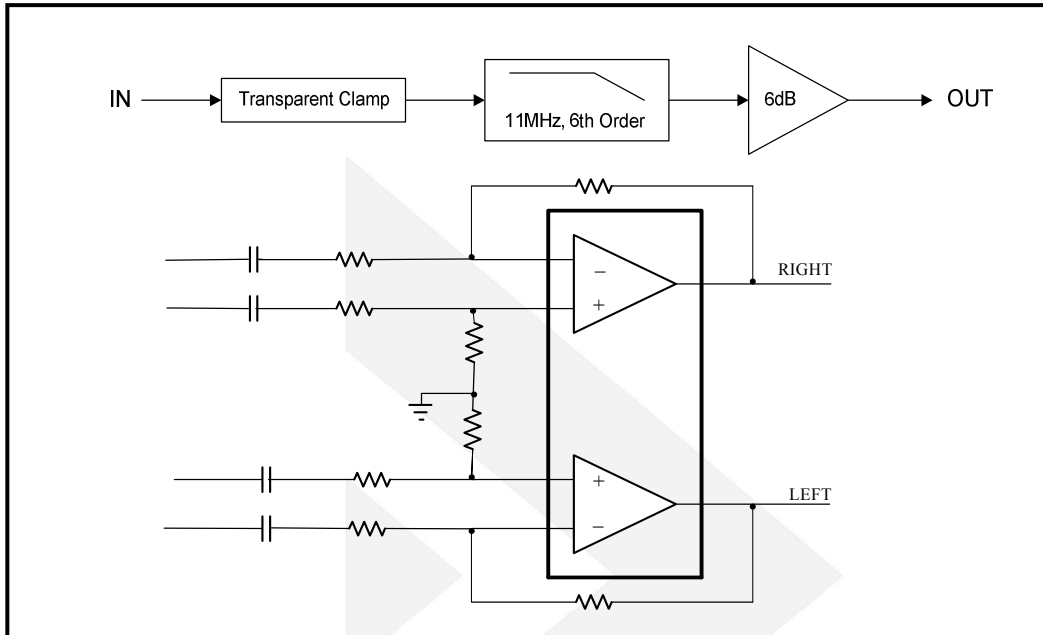 IN
Transparent Clamp
11MHz, 6th Order
6dB
OUT
−
+
RIGHT
+
−
LEFT